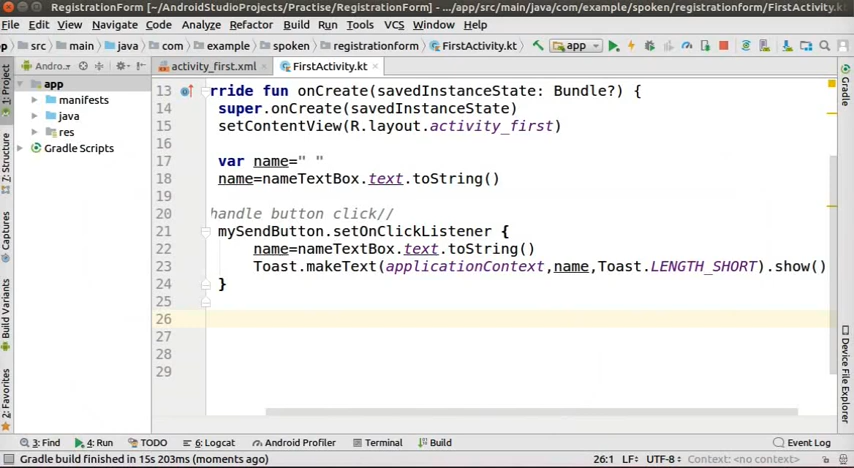 RegistrationForm [~/AndroidStudioProjects/Practise/RegistrationForm] - .../app/src/main/java/com/example/spoken/registrationform/FirstActivity.kt
File Edit View Navigate Code Analyze Refactor Build Run Tools VCS Window Help
src main java com example spoken registrationform FirstActivity.kt app
Andro.. activity_first.xml FirstActivity.kt
1: Project
7: Structure
Captures
Build Variants
2: Favorites
app
manifests
java
res
Gradle Scripts
13 rride fun onCreate(savedInstanceState: Bundle?) {
14 super.onCreate(savedInstanceState)
15 setContentView(R.layout.activity_first)
16
17 var name=" "
18 name=nameTextBox.text.toString()
19
20 handle button click//
21 mySendButton.setOnClickListener {
22 name=nameTextBox.text.toString()
23 Toast.makeText(applicationContext,name,Toast.LENGTH_SHORT).show()
24 }
25
26
27
28
29
Gradle
Device File Explorer
3: Find 4: Run TODO 6: Logcat Android Profiler Terminal Build Event Log
Gradle build finished in 15s 203ms (moments ago) 26:1 LF: UTF-8: Context: <no context>